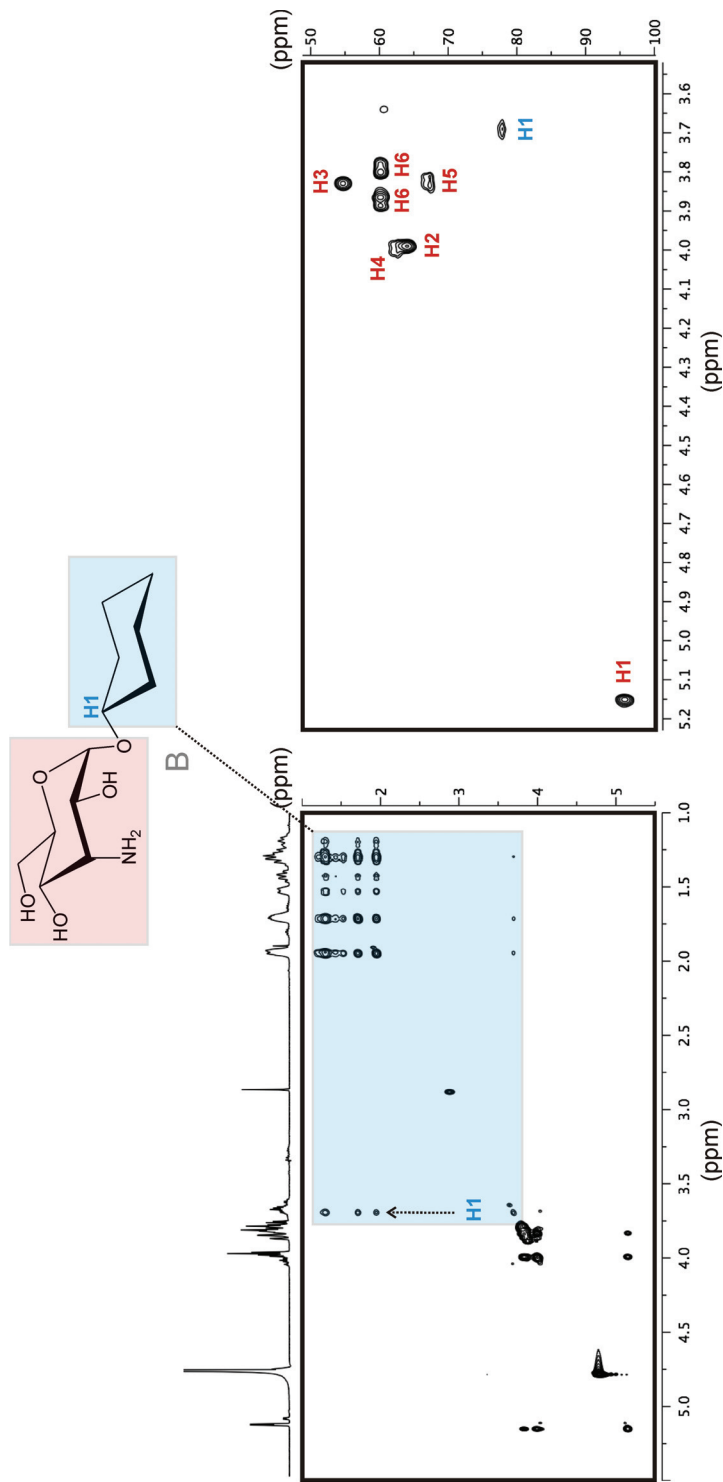 HO
HO
O
OH
NH2
O
H1
B
(ppm)
2
3
4
5
H1
5.0 4.5 4.0 3.5 3.0 2.5 2.0 1.5 1.0
(ppm)
(ppm)
50
60
70
80
90
100
H3
H6
H6
H5
H4
H2
H1
H1
5.2 5.1 5.0 4.9 4.8 4.7 4.6 4.5 4.4 4.3 4.2 4.1 4.0 3.9 3.8 3.7 3.6
(ppm)